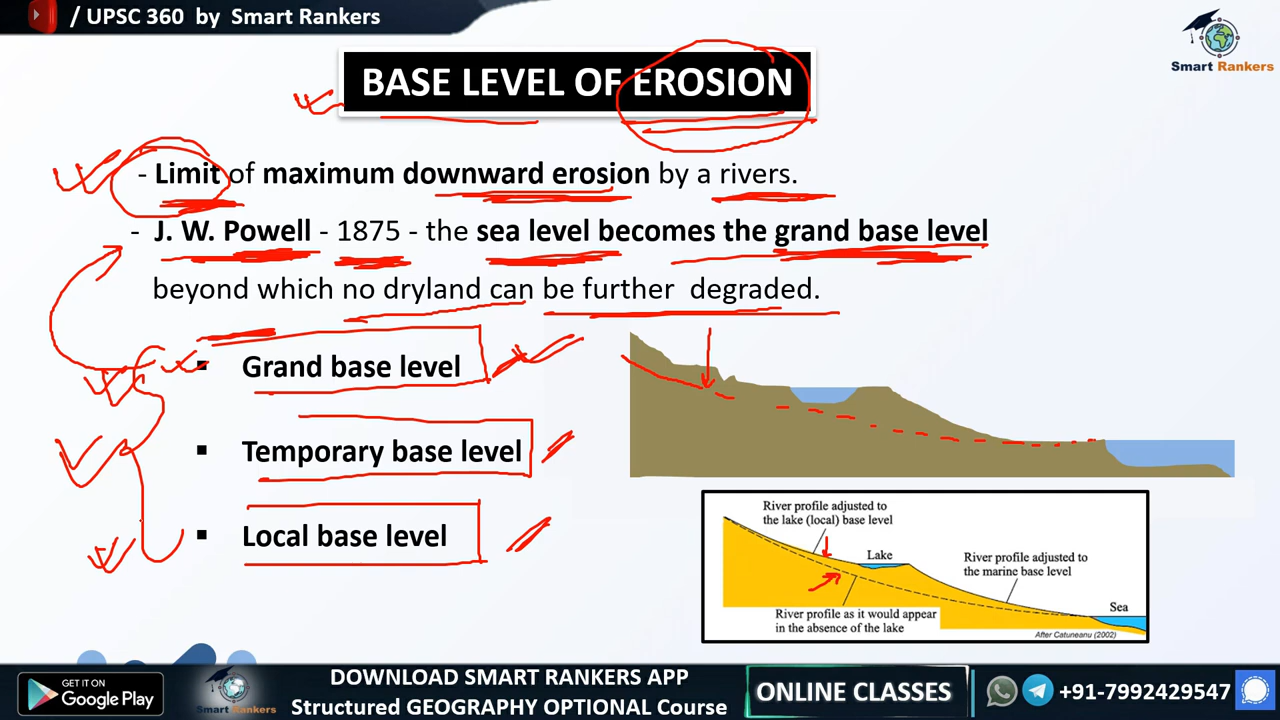 / UPSC 360 by Smart Rankers
Smart Rankers
BASE LEVEL OF EROSION
- Limit of maximum downward erosion by a rivers.
- J. W. Powell - 1875 - the sea level becomes the grand base level
beyond which no dryland can be further degraded.
▪ Grand base level
▪ Temporary base level
▪ Local base level
River profile adjusted to
the lake (local) base level
Lake
River profile adjusted to
the marine base level
River profile as it would appear
in the absence of the lake
Sea
After Catuneanu (2002)
GET IT ON
Google Play
Smart Rankers
DOWNLOAD SMART RANKERS APP
Structured GEOGRAPHY OPTIONAL Course
ONLINE CLASSES
+91-7992429547